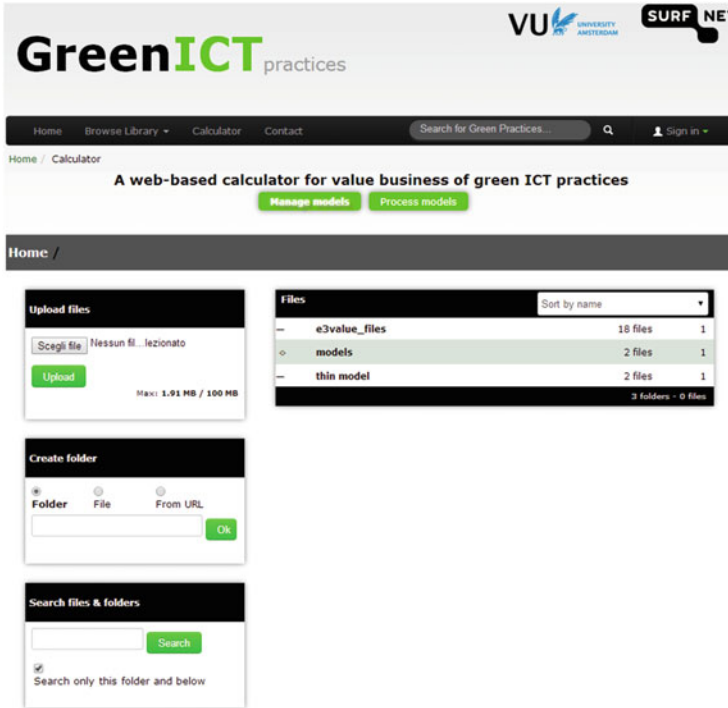 VU UNIVERSITY AMSTERDAM
SURF NE
GreenICT practices
Home Browse Library Calculator Contact Search for Green Practices... Sign in
Home / Calculator
A web-based calculator for value business of green ICT practices
Manage models Process models
Home /
Upload files
Scegli file Nessun fil...lezionato
Upload
Max: 1.91 MB / 100 MB
Files Sort by name
e3value_files 18 files 1
models 2 files 1
thin model 2 files 1
3 folders - 0 files
Create folder
Folder File From URL
Ok
Search files & folders
Search
Search only this folder and below